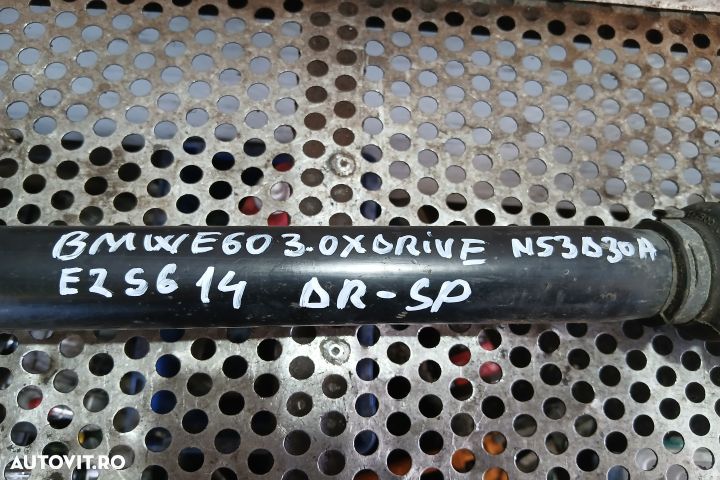 BMW E60 3.0XDRIVE N53B30A
E2S6 14 DR-SP
AUTOVIT.RO